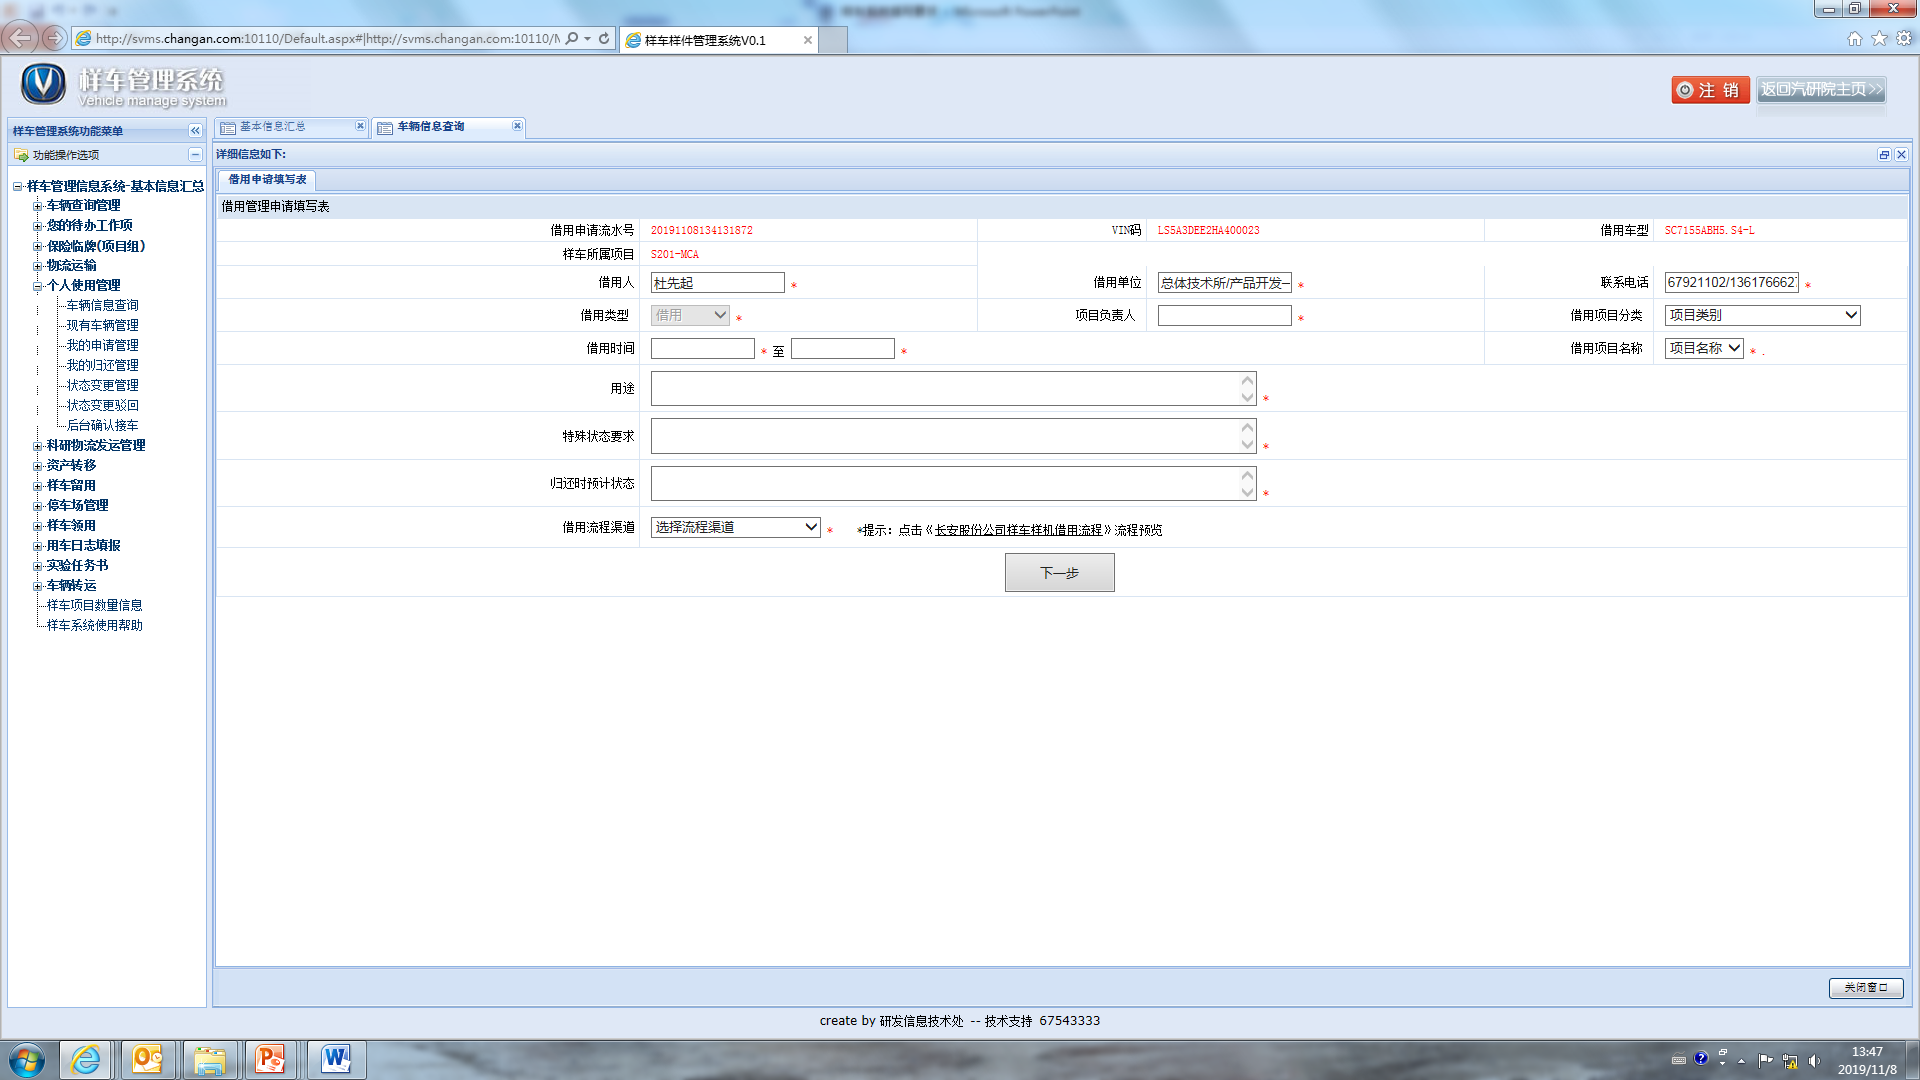 Microsoft PowerPoint
http://svms.changan.com:10110/Default.aspx#|http://svms.changan.com:10110/
样车样件管理系统V0.1
样车管理系统
Vehicle manage system
注 销
返回汽研院主页>>
样车管理系统功能菜单
基本信息汇总
车辆信息查询
功能操作选项
详细信息如下:
借用申请填写表
样车管理信息系统-基本信息汇总
车辆查询管理
您的待办工作项
保险临牌(项目组)
物流运输
个人使用管理
车辆信息查询
现有车辆管理
我的申请管理
我的归还管理
状态变更管理
状态变更驳回
后台确认接车
科研物流发运管理
资产转移
样车留用
停车场管理
样车领用
用车日志填报
实验任务书
车辆转运
样车项目数量信息
样车系统使用帮助
借用管理申请填写表
借用申请流水号 20191108134131872 VIN码 LS5A3DEE2HA400023 借用车型 SC7155ABH5.S4-L
样车所属项目 S201-MCA
借用人 杜先起 * 借用单位 总体技术所/产品开发一 * 联系电话 67921102/1361766627 *
借用类型 借用 * 项目负责人 * 借用项目分类 项目类别
借用时间 * 至 * 借用项目名称 项目名称 * .
用途 *
特殊状态要求 *
归还时预计状态 *
借用流程渠道 选择流程渠道 * *提示：点击《长安股份公司样车样机借用流程》流程预览
下一步
关闭窗口
create by 研发信息技术处 -- 技术支持 67543333
13:47
2019/11/8